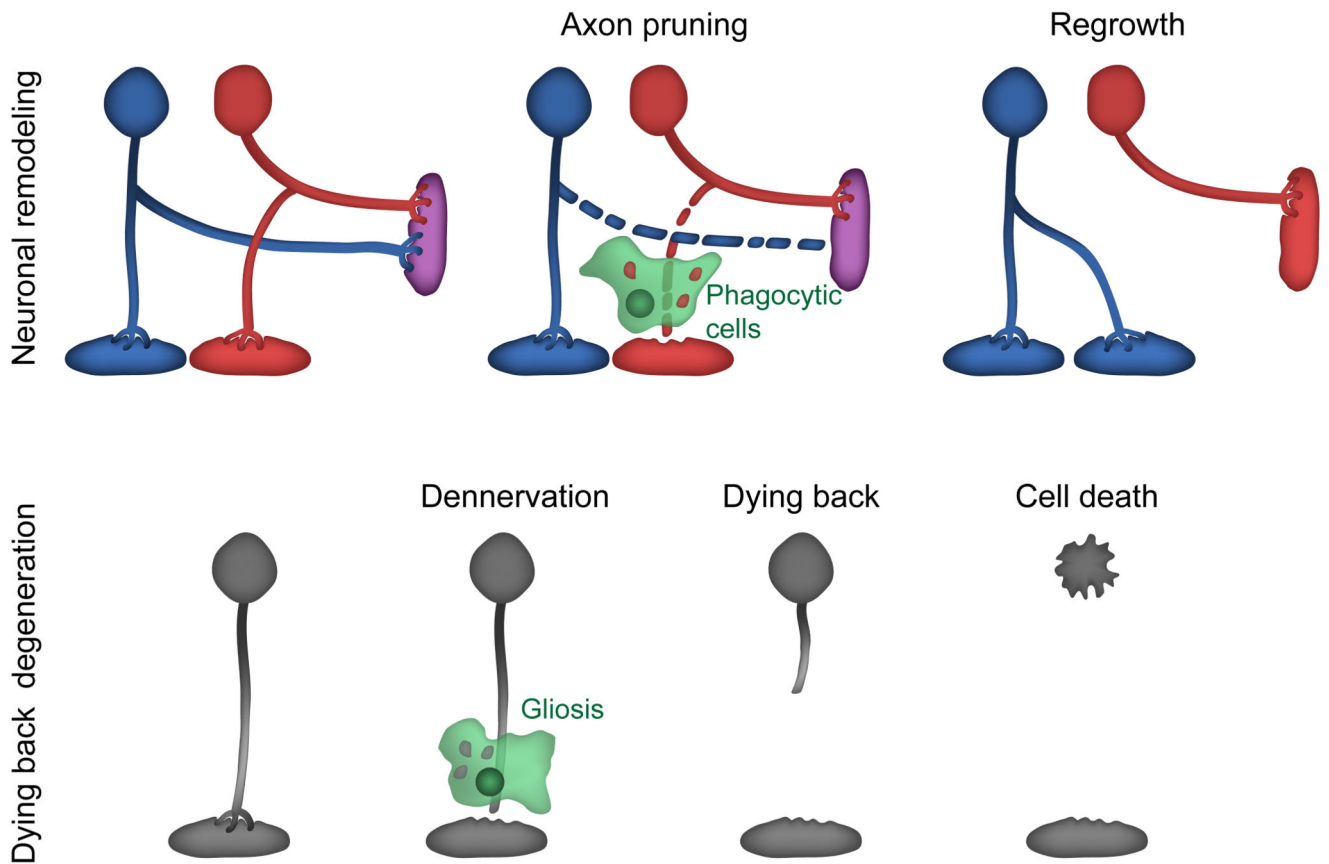 Axon pruning
Regrowth
Neuronal remodeling
Phagocytic
cells
Dennervation
Dying back
Cell death
Dying back degeneration
Gliosis